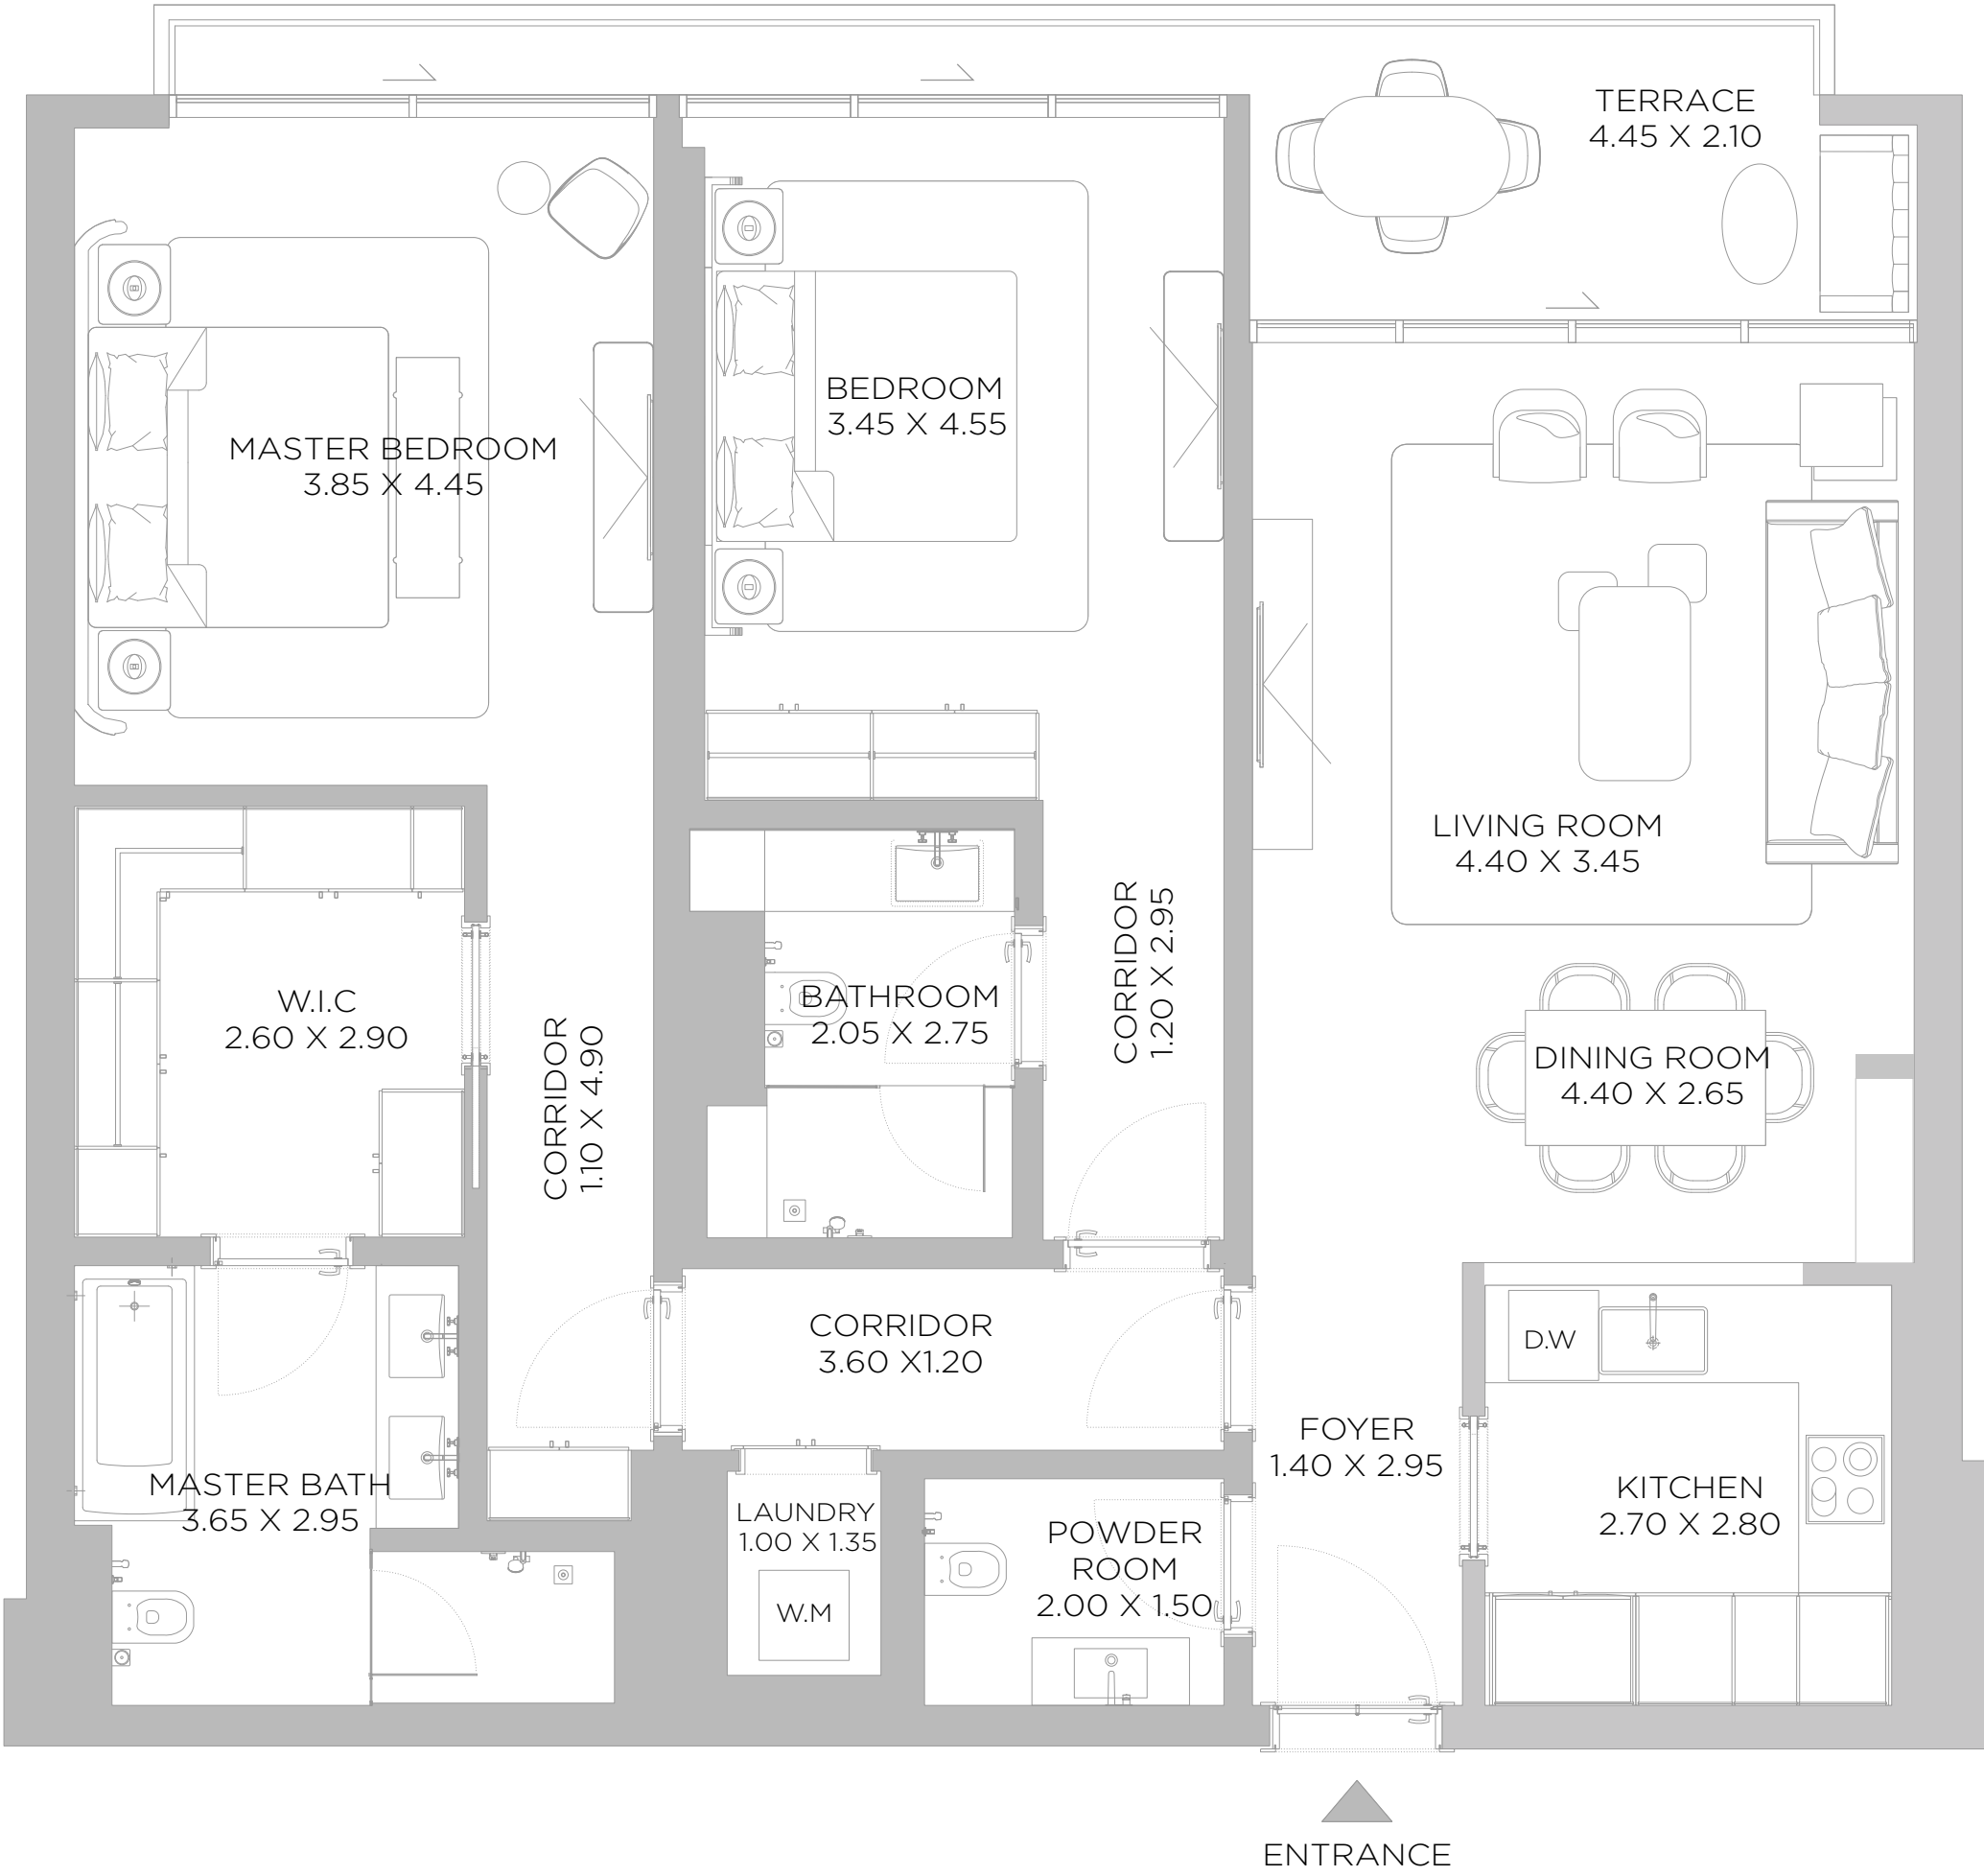 TERRACE
4.45 X 2.10
BEDROOM
3.45 X 4.55
MASTER BEDROOM
3.85 X 4.45
LIVING ROOM
4.40 X 3.45
CORRIDOR
1.20 X 2.95
W.I.C
2.60 X 2.90
BATHROOM
2.05 X 2.75
CORRIDOR
1.10 X 4.90
DINING ROOM
4.40 X 2.65
CORRIDOR
3.60 X1.20
D.W
FOYER
1.40 X 2.95
MASTER BATH
3.65 X 2.95
KITCHEN
2.70 X 2.80
LAUNDRY
1.00 X 1.35
POWDER
ROOM
2.00 X 1.50
W.M
ENTRANCE